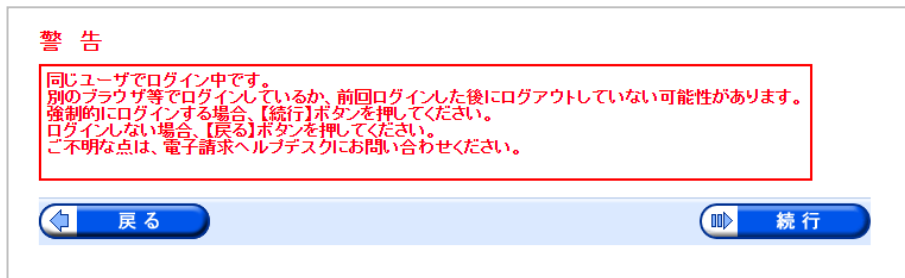 警 告
同じユーザでログイン中です。
別のブラウザ等でログインしているか、前回ログインした後にログアウトしていない可能性があります。
強制的にログインする場合、【続行】ボタンを押してください。
ログインしない場合、【戻る】ボタンを押してください。
ご不明な点は、電子請求ヘルプデスクにお問い合わせください。
戻 る
続 行